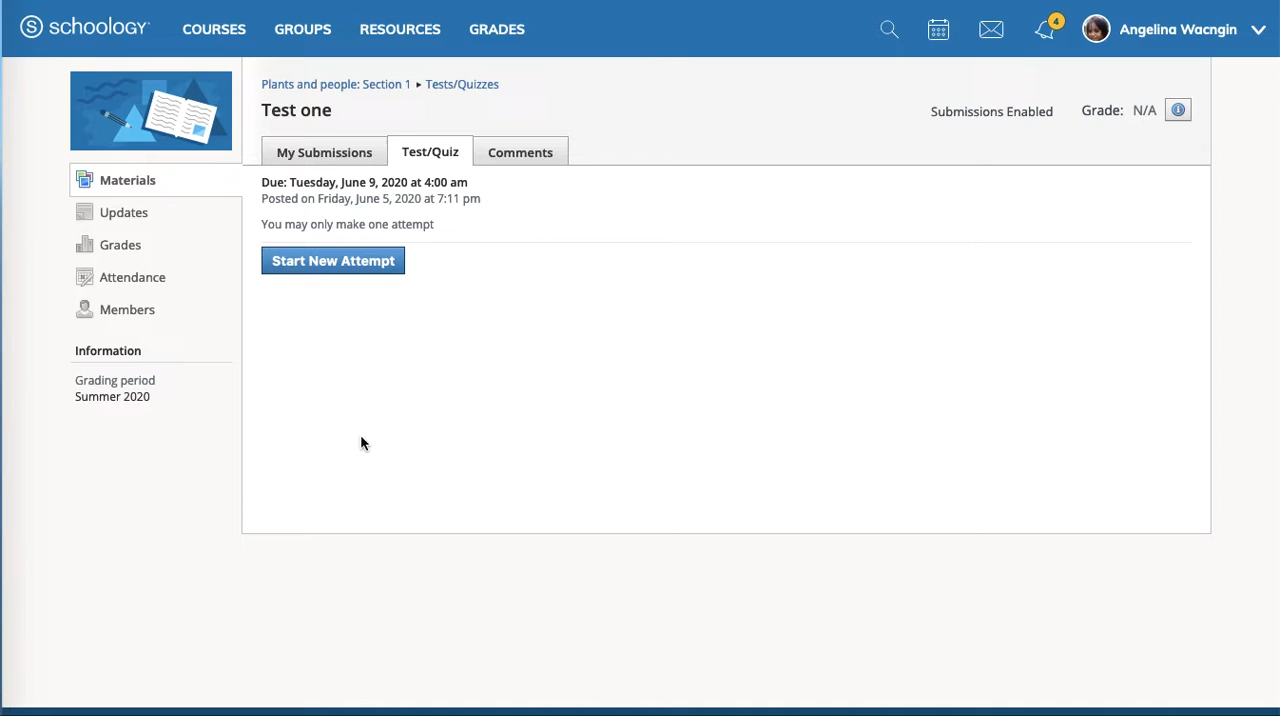 schoology
COURSES
GROUPS
RESOURCES
GRADES
4
Angelina Wacngin
Plants and people: Section 1 ▸ Tests/Quizzes
Test one
Submissions Enabled
Grade: N/A
My Submissions
Test/Quiz
Comments
Due: Tuesday, June 9, 2020 at 4:00 am
Posted on Friday, June 5, 2020 at 7:11 pm
You may only make one attempt
Start New Attempt
Materials
Updates
Grades
Attendance
Members
Information
Grading period
Summer 2020